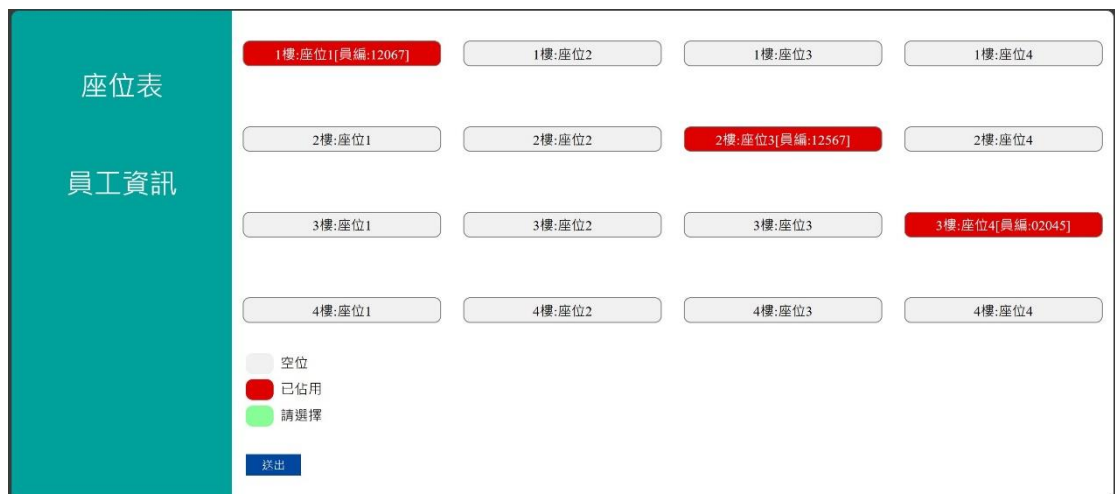 座位表
員工資訊
1樓:座位1[員編:12067]
1樓:座位2
1樓:座位3
1樓:座位4
2樓:座位1
2樓:座位2
2樓:座位3[員編:12567]
2樓:座位4
3樓:座位1
3樓:座位2
3樓:座位3
3樓:座位4[員編:02045]
4樓:座位1
4樓:座位2
4樓:座位3
4樓:座位4
空位
已佔用
請選擇
送出